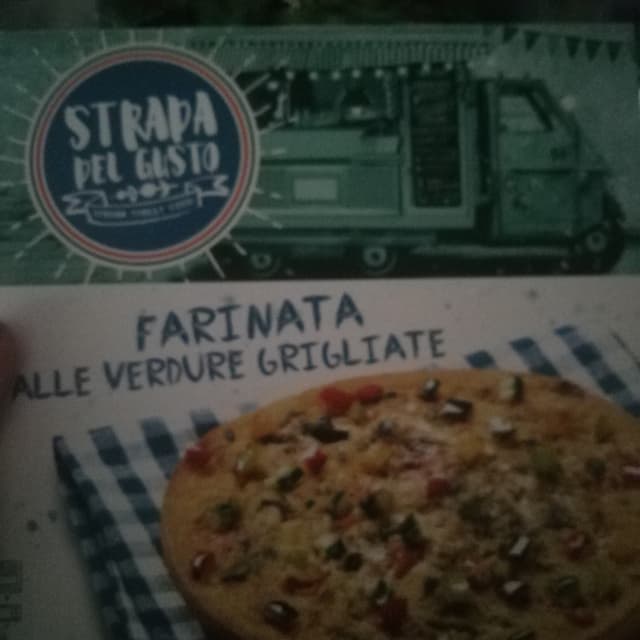 STRADA
DEL GUSTO
FARINATA
ALLE VERDURE GRIGLIATE